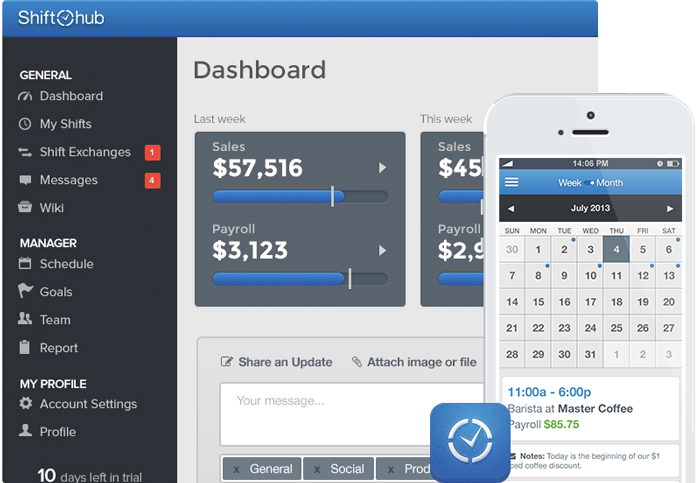 Shift hub
GENERAL
Dashboard
My Shifts
Shift Exchanges 1
Messages 4
Wiki
MANAGER
Schedule
Goals
Team
Report
MY PROFILE
Account Settings
Profile
10 days left in trial
Dashboard
Last week
Sales
$57,516
Payroll
$3,123
This week
Sales
$45
Payroll
$2,9
Share an Update
Attach image or file
Your message...
x General
x Social
x Prod
14:06 PM
Week Month
July 2013
SUN MON TUE WED THU FRI SAT
30 1 2 3 4 5 6
7 8 9 10 11 12 13
14 15 16 17 18 19 20
21 22 23 24 25 26 27
28 29 30 31 1 2 3
11:00a - 6:00p
Barista at Master Coffee
Payroll $85.75
Notes: Today is the beginning of our $1
ced coffee discount.